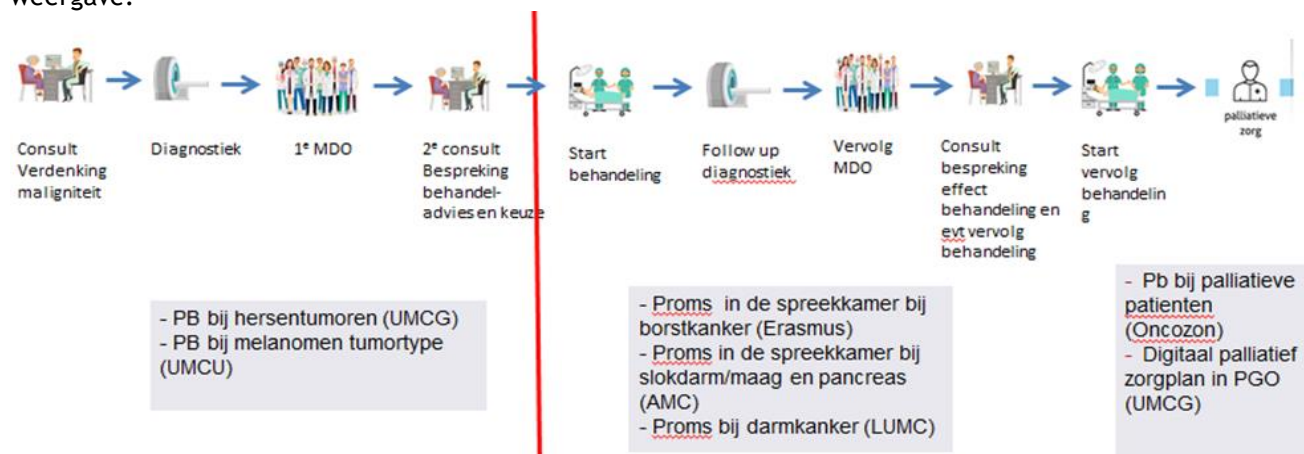 weergave.
Consult
Verdenking
maligniteit
Diagnostiek
1e MDO
2e consult
Bespreking
behandel-
advies en keuze
Start
behandeling
Follow up
diagnostiek
Vervolg
MDO
Consult
bespreking
effect
behandeling en
evt vervolg
behandeling
Start
vervolg
behandelin
g
palliatieve
zorg
- PB bij hersentumoren (UMCG)
- PB bij melanomen tumortype
(UMCU)
- Proms in de spreekkamer bij
borstkanker (Erasmus)
- Proms in de spreekkamer bij
slokdarm/maag en pancreas
(AMC)
- Proms bij darmkanker (LUMC)
- Pb bij palliatieve
patienten
(Oncozon)
- Digitaal palliatief
zorgplan in PGO
(UMCG)